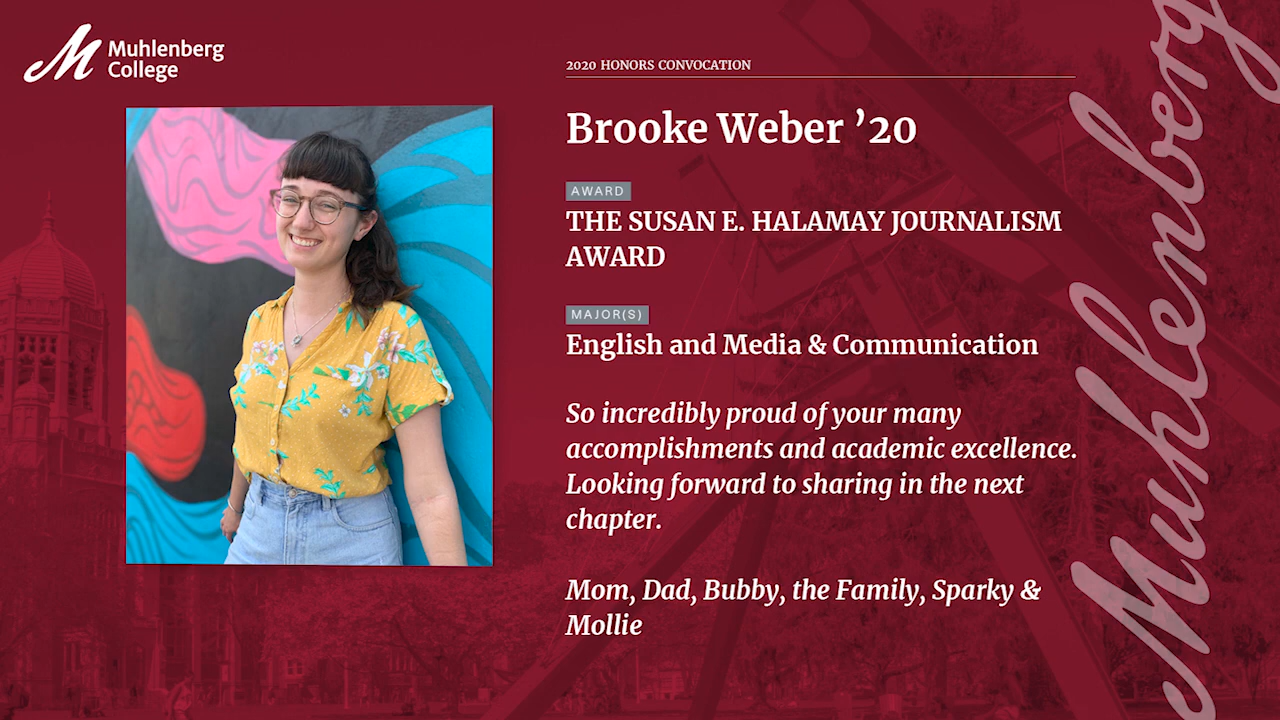 Muhlenberg
College
2020 HONORS CONVOCATION
Brooke Weber ’20
AWARD
THE SUSAN E. HALAMAY JOURNALISM
AWARD
MAJOR(S)
English and Media & Communication
So incredibly proud of your many
accomplishments and academic excellence.
Looking forward to sharing in the next
chapter.
Mom, Dad, Bubby, the Family, Sparky &
Mollie
Muhlenberg